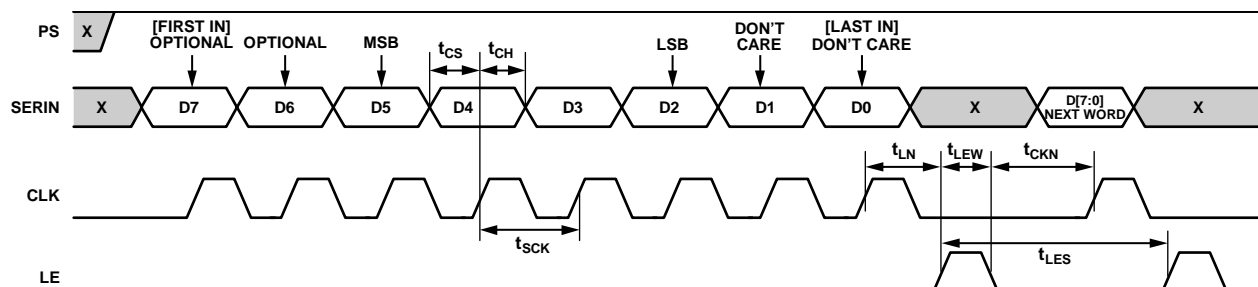 PS
X
[FIRST IN]
OPTIONAL
OPTIONAL
MSB
tCS
tCH
LSB
DON'T
CARE
[LAST IN]
DON'T CARE
SERIN
X
D7
D6
D5
D4
D3
D2
D1
D0
X
D[7:0]
NEXT WORD
X
tLN
tLEW
tCKN
CLK
tSCK
tLES
LE